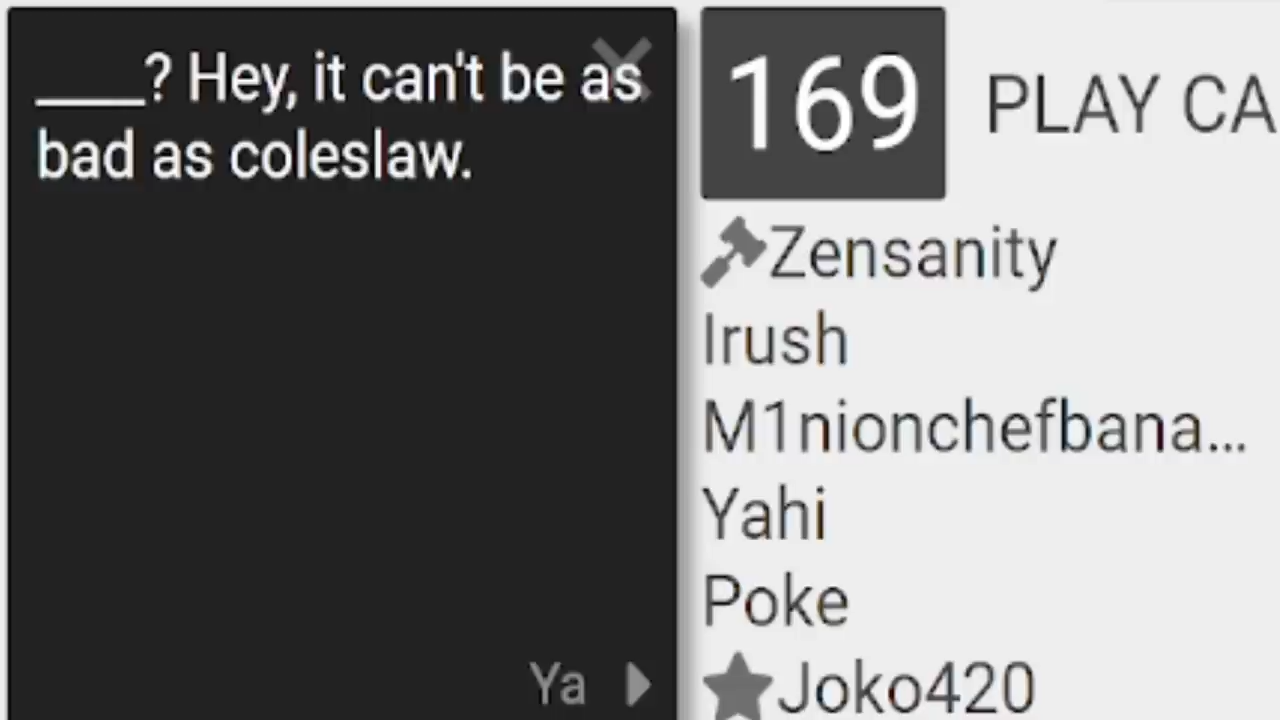 ____? Hey, it can't be as
bad as coleslaw.
Ya
169
PLAY CA
Zensanity
Irush
M1nionchefbana...
Yahi
Poke
Joko420